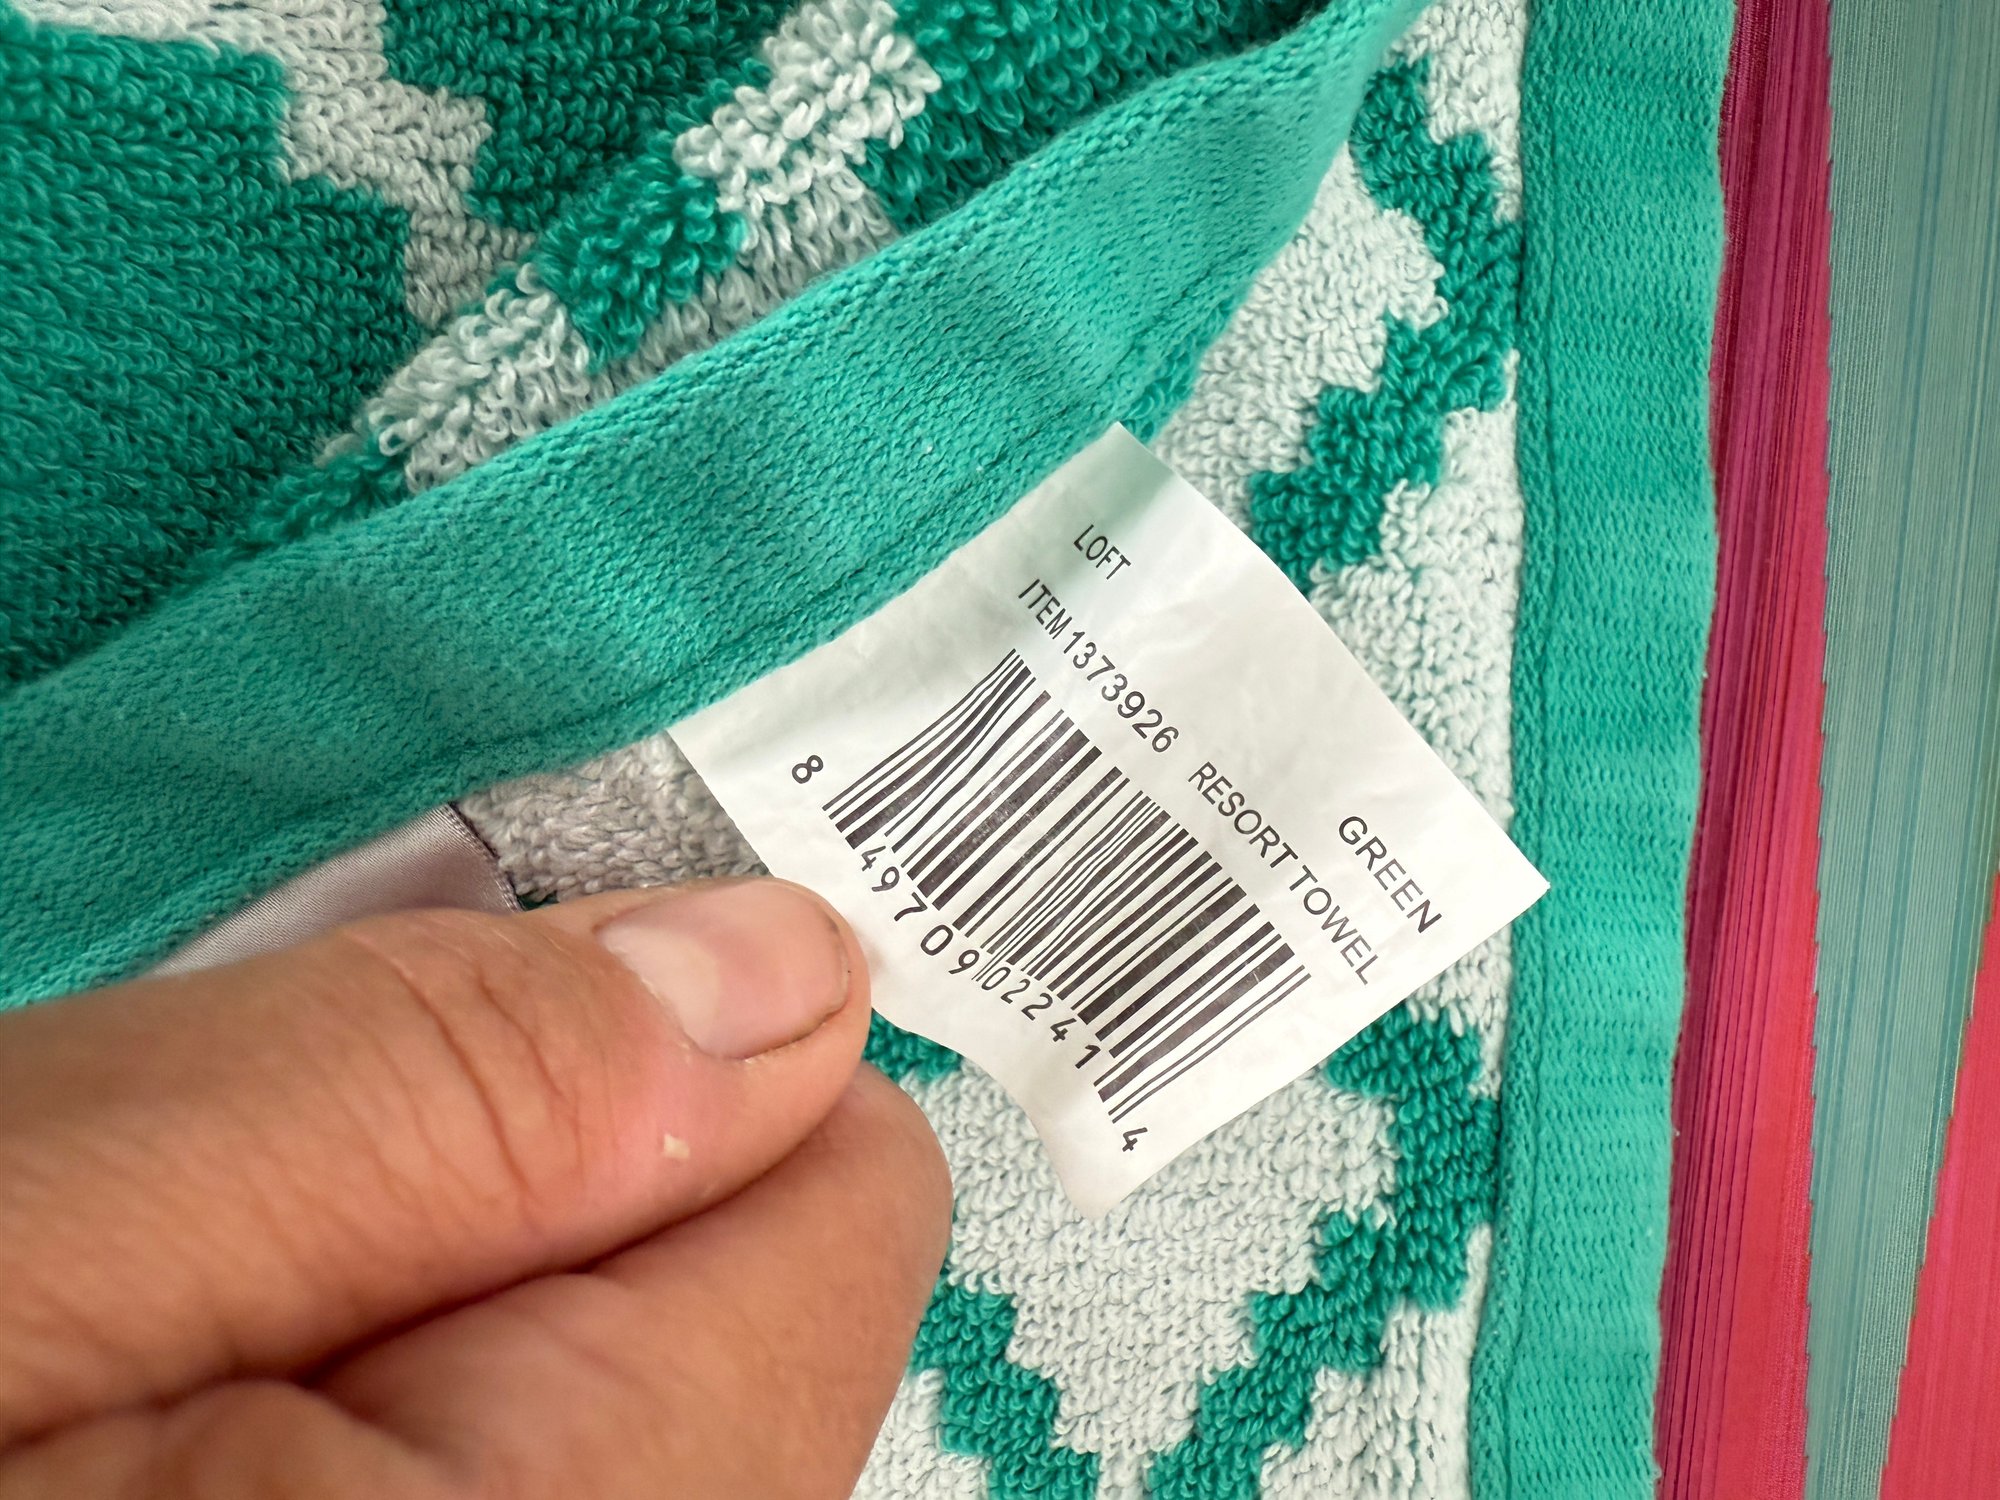 LOFT
ITEM 1373926 RESORT TOWEL
GREEN
8 49709 02241 4